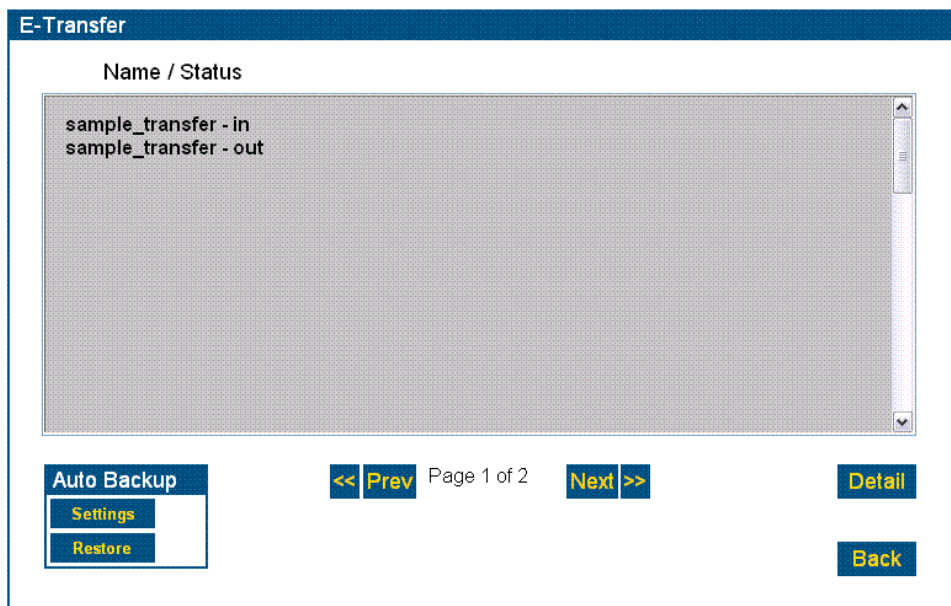 E-Transfer
Name / Status
sample_transfer - in
sample_transfer - out
Auto Backup
Settings
Restore
<< Prev Page 1 of 2 Next >>
Detail
Back